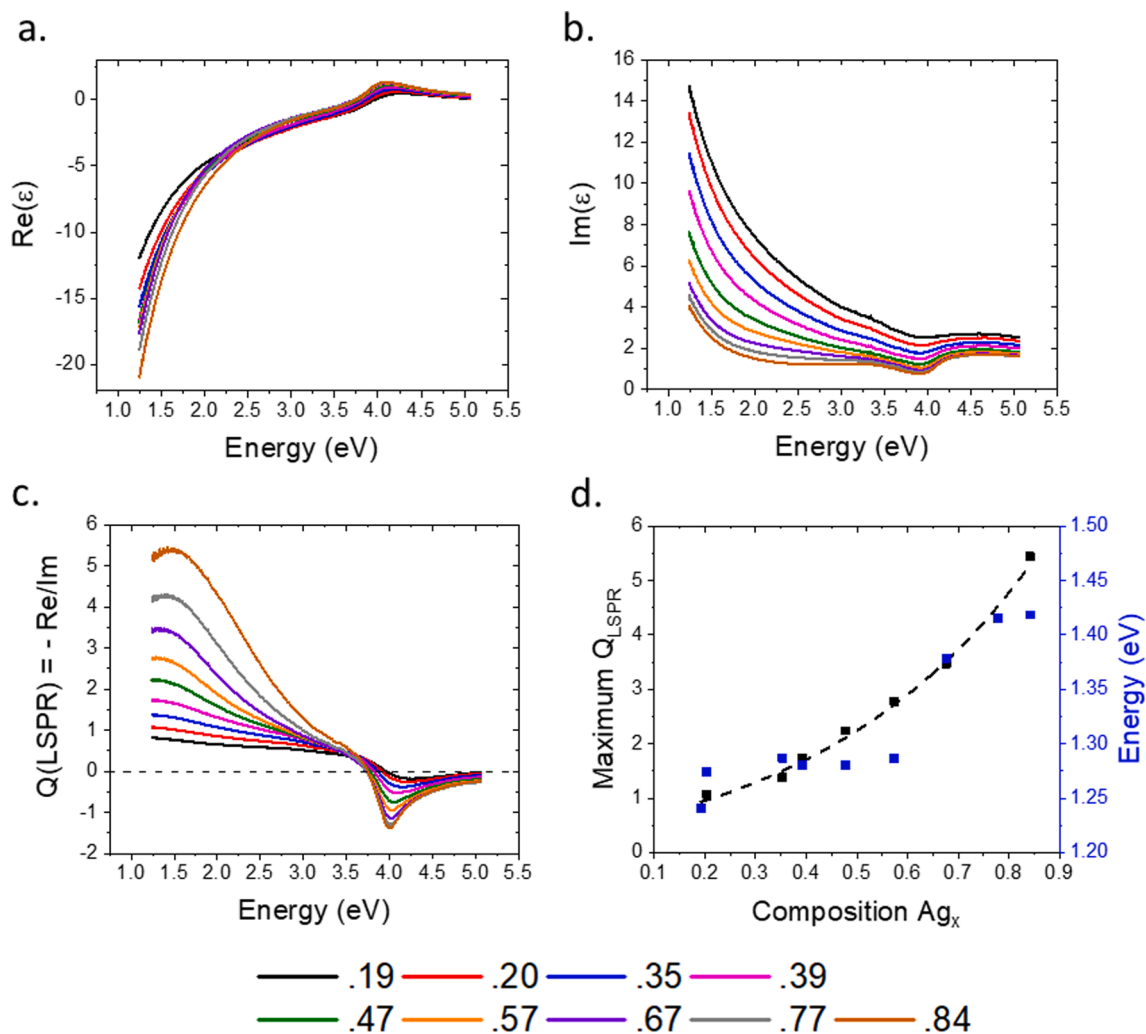 a.
Re(ε)
0
-5
-10
-15
-20
1.0 1.5 2.0 2.5 3.0 3.5 4.0 4.5 5.0 5.5
Energy (eV)
b.
Im(ε)
16
14
12
10
8
6
4
2
0
1.0 1.5 2.0 2.5 3.0 3.5 4.0 4.5 5.0 5.5
Energy (eV)
c.
Q(LSPR) = - Re/Im
6
5
4
3
2
1
0
-1
-2
1.0 1.5 2.0 2.5 3.0 3.5 4.0 4.5 5.0 5.5
Energy (eV)
d.
Maximum Q_LSPR
6
5
4
3
2
1
0
0.1 0.2 0.3 0.4 0.5 0.6 0.7 0.8 0.9
Composition Ag_x
1.50
1.45
1.40
1.35
1.30
1.25
1.20
Energy (eV)
.19 .20 .35 .39
.47 .57 .67 .77 .84